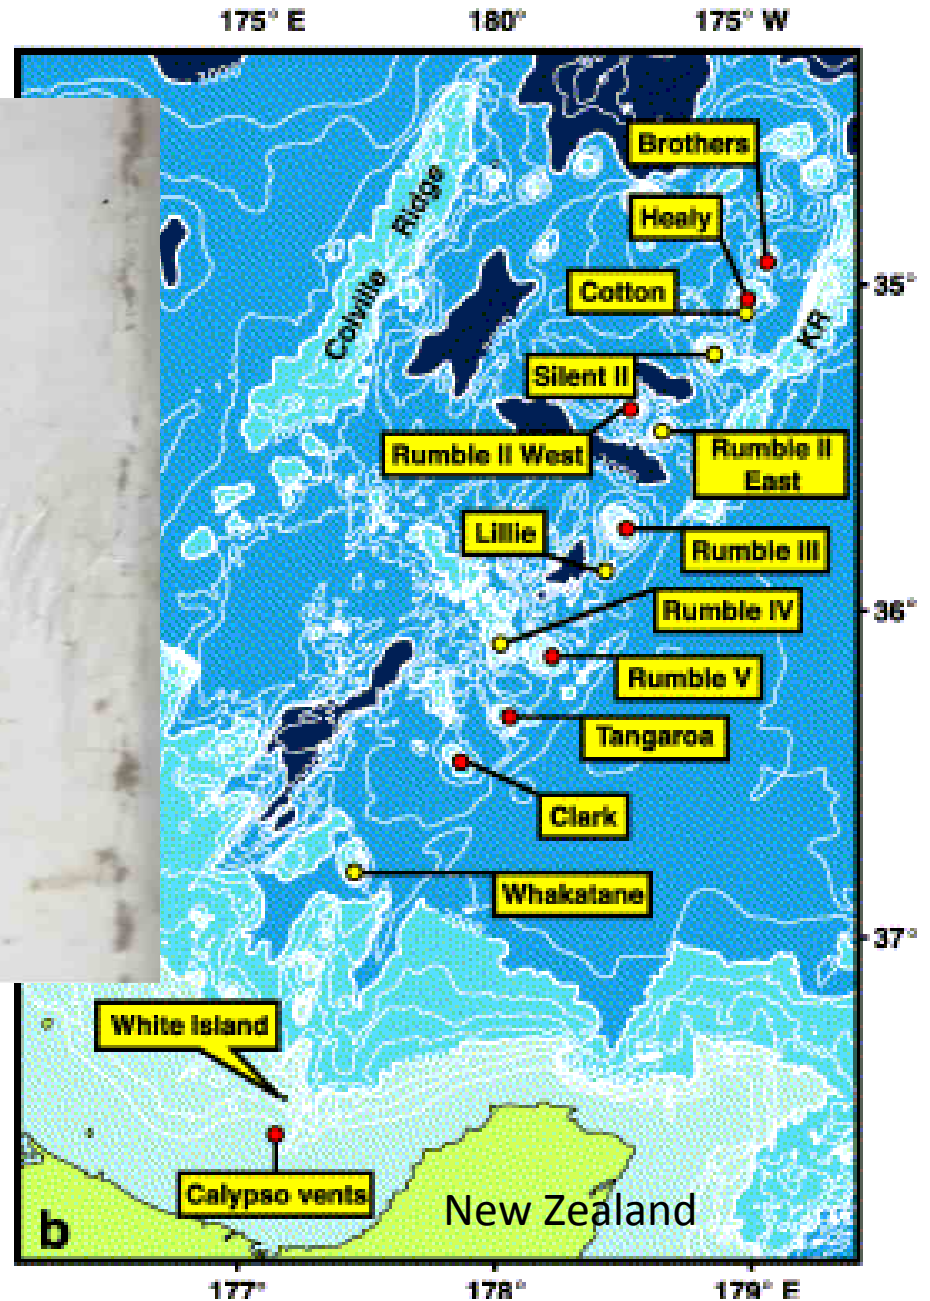 175° E
180°
175° W
Brothers
Healy
Cotton
Silent II
Rumble II West
Rumble II
East
Lillie
Rumble III
Rumble IV
Rumble V
Tangaroa
Clark
Whakatane
White Island
Calypso vents
Colville
Ridge
KR
35°
36°
37°
New Zealand
b
177°
178°
179° E